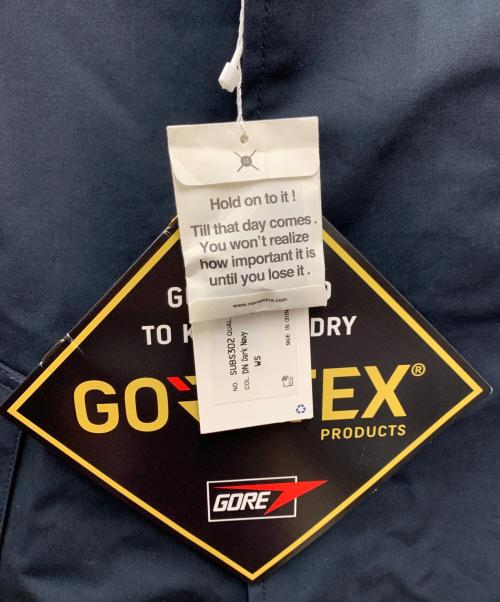 Hold on to it !
Till that day comes .
You won't realize
how important it is
until you lose it .
www.nanamica.com
NO. SUBS302 QUAL
COL. DN Dark Navy
WS
MADE IN CHINA
G
TO K DRY
GO TEX®
PRODUCTS
GORE